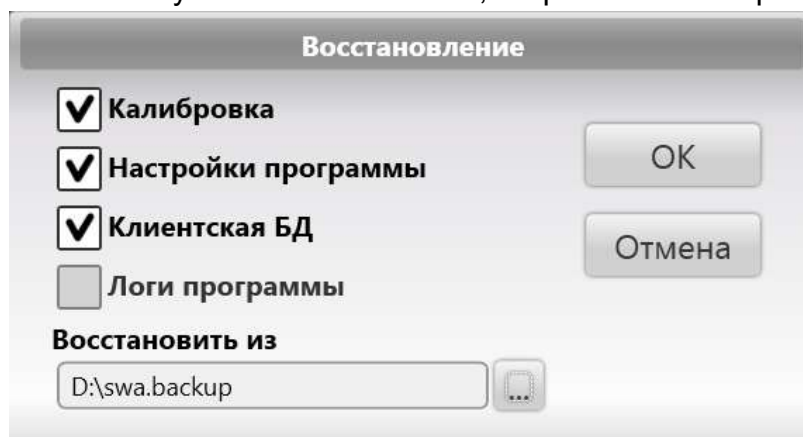 Восстановление
Калибровка
Настройки программы
Клиентская БД
Логи программы
OK
Отмена
Восстановить из
D:\swa.backup
...